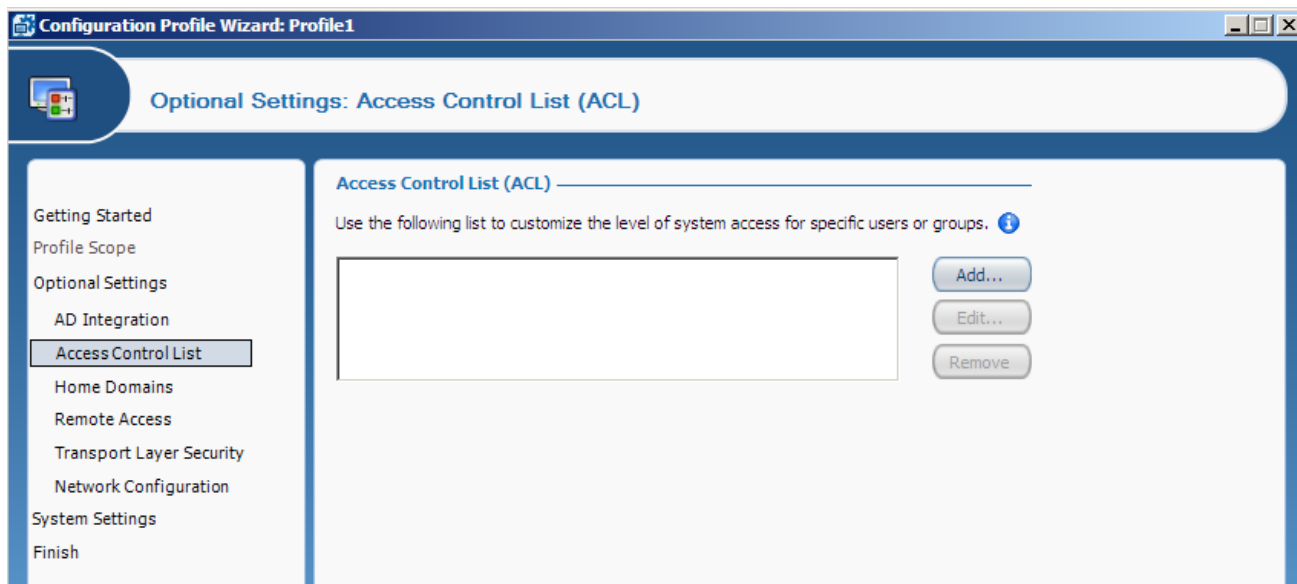 Configuration Profile Wizard: Profile1
Optional Settings: Access Control List (ACL)
Getting Started
Profile Scope
Optional Settings
AD Integration
Access Control List
Home Domains
Remote Access
Transport Layer Security
Network Configuration
System Settings
Finish
Access Control List (ACL)
Use the following list to customize the level of system access for specific users or groups.
Add...
Edit...
Remove